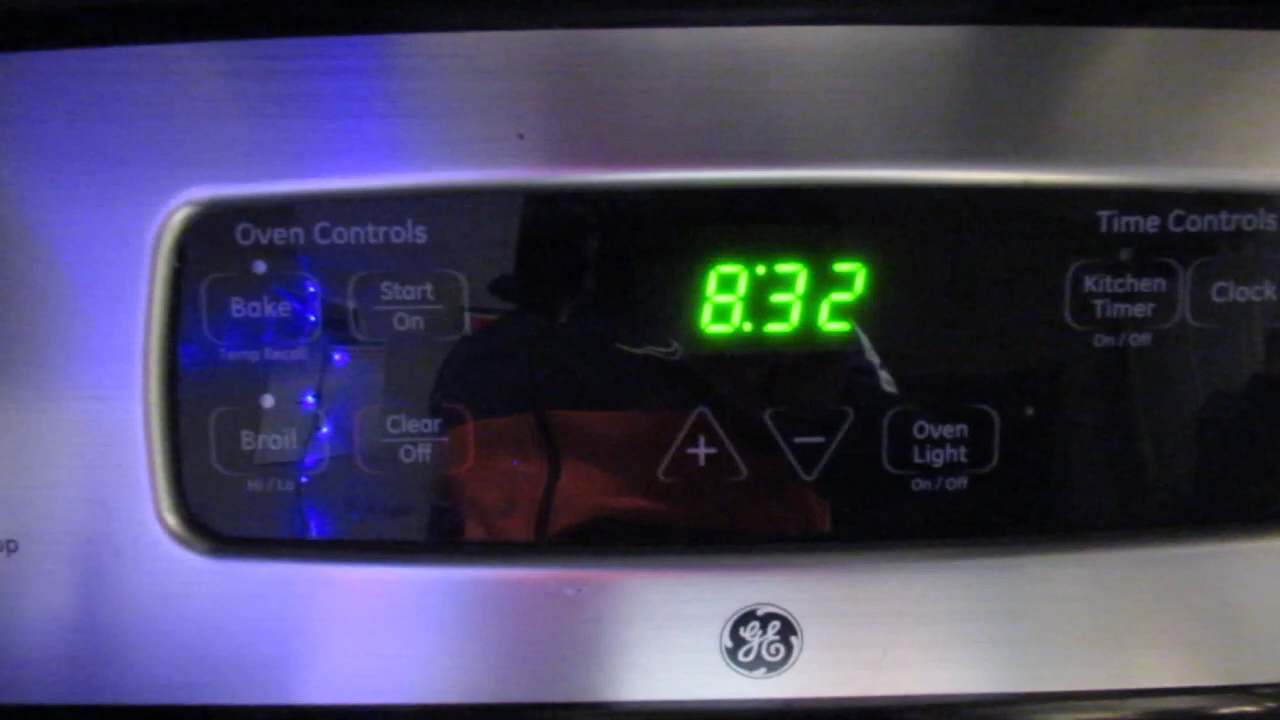 Oven Controls
Bake
Temp Recall
Start
On
Broil
Hi / Lo
Clear
Off
8:32
+
−
Oven
Light
On / Off
Time Controls
Kitchen
Timer
On / Off
Clock
GE